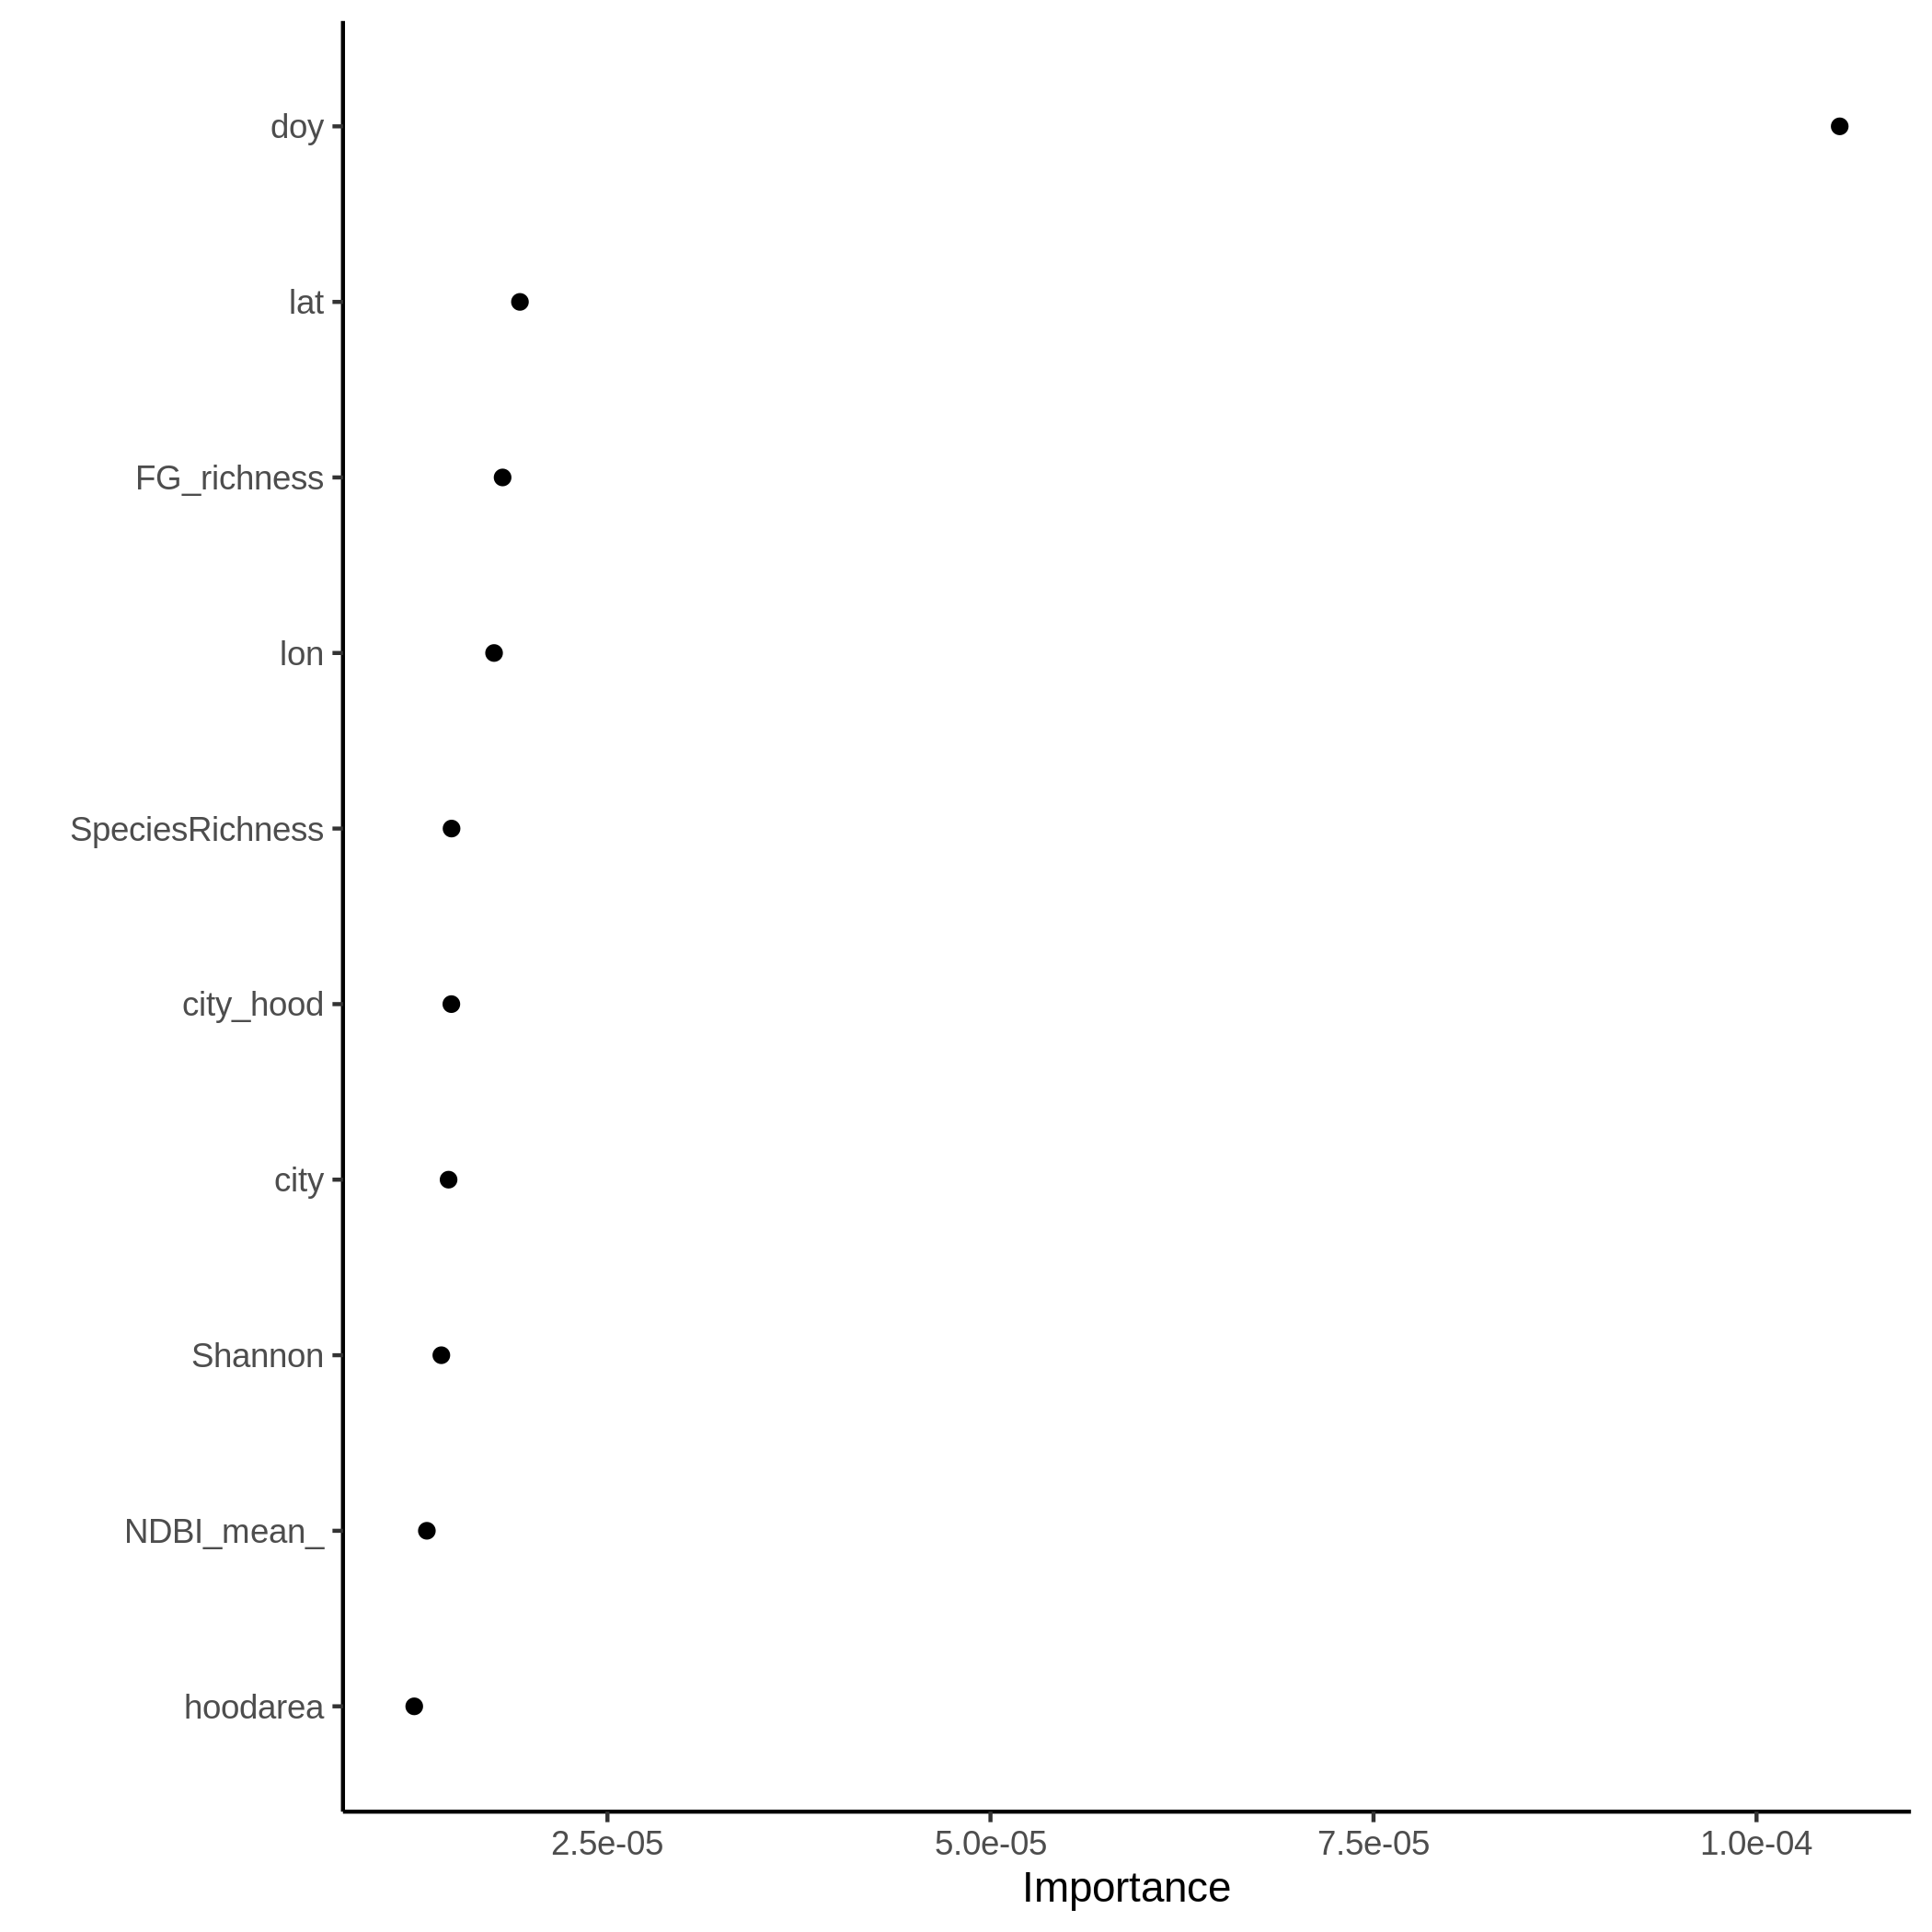 doy
lat
FG_richness
lon
SpeciesRichness
city_hood
city
Shannon
NDBI_mean_
hoodarea
2.5e-05 5.0e-05 7.5e-05 1.0e-04
Importance